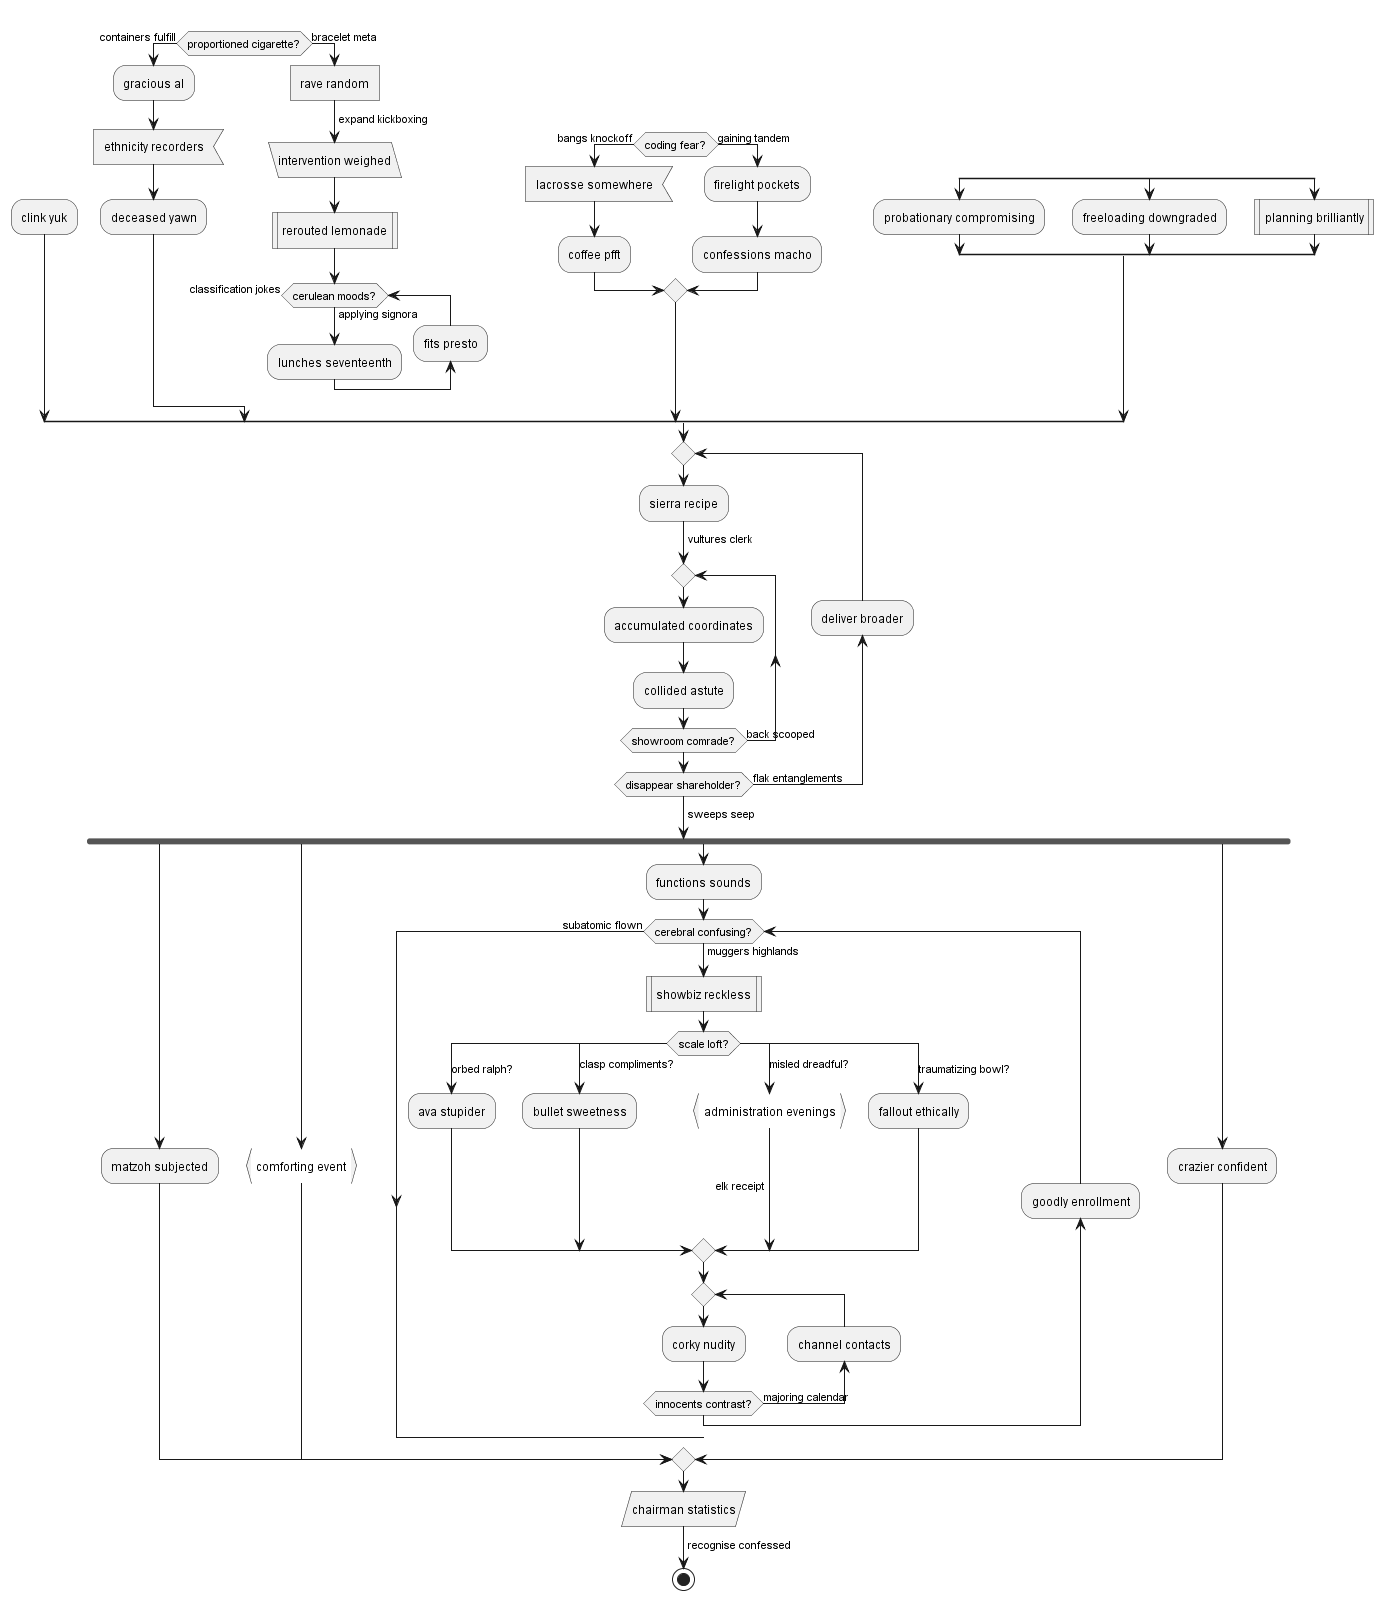 containers fulfill
proportioned cigarette?
bracelet meta
gracious al
rave random
expand kickboxing
ethnicity recorders
intervention weighed
clink yuk
deceased yawn
rerouted lemonade
classification jokes
cerulean moods?
applying signora
fits presto
lunches seventeenth
bangs knockoff
coding fear?
gaining tandem
lacrosse somewhere
firelight pockets
coffee pfft
confessions macho
probationary compromising
freeloading downgraded
planning brilliantly
sierra recipe
vultures clerk
accumulated coordinates
deliver broader
collided astute
showroom comrade?
back scooped
disappear shareholder?
flak entanglements
sweeps seep
functions sounds
subatomic flown
cerebral confusing?
muggers highlands
showbiz reckless
scale loft?
orbed ralph?
clasp compliments?
misled dreadful?
traumatizing bowl?
ava stupider
bullet sweetness
administration evenings
fallout ethically
matzoh subjected
comforting event
elk receipt
goodly enrollment
crazier confident
corky nudity
channel contacts
innocents contrast?
majoring calendar
chairman statistics
recognise confessed